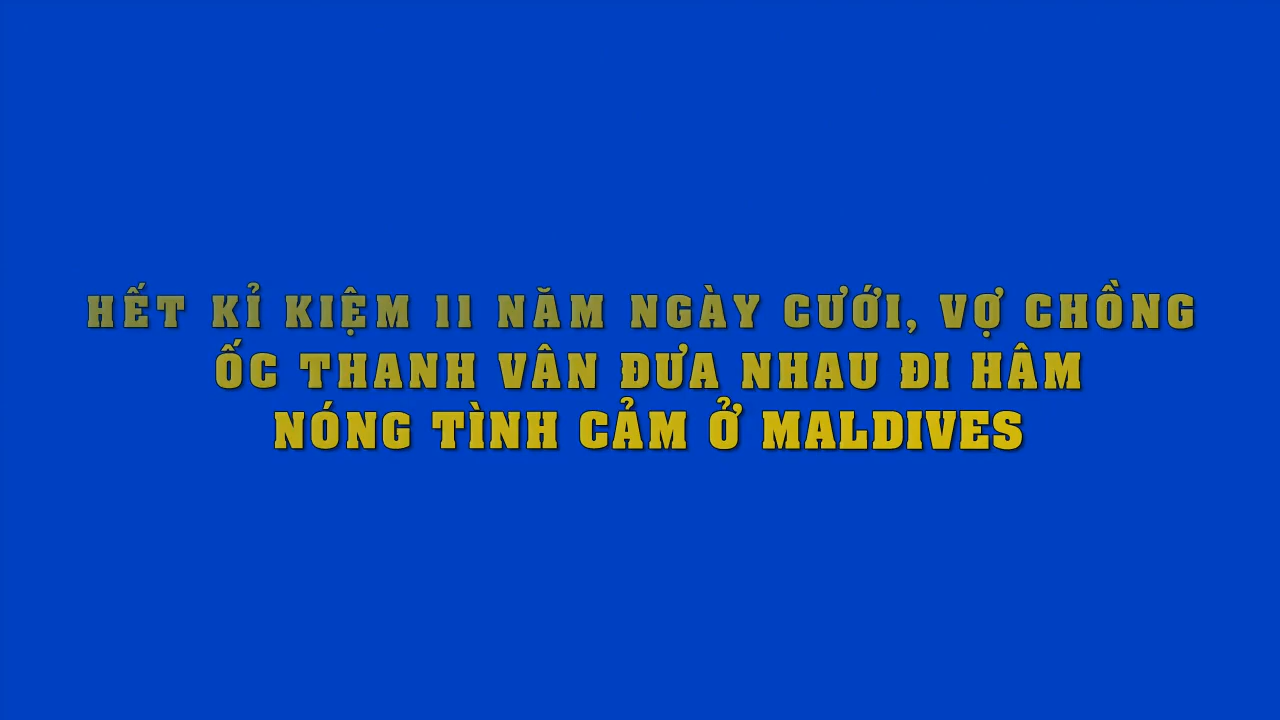 HẾT KỈ KIỆM 11 NĂM NGÀY CƯỚI, VỢ CHỒNG
ỐC THANH VÂN ĐƯA NHAU ĐI HÂM
NÓNG TÌNH CẢM Ở MALDIVES